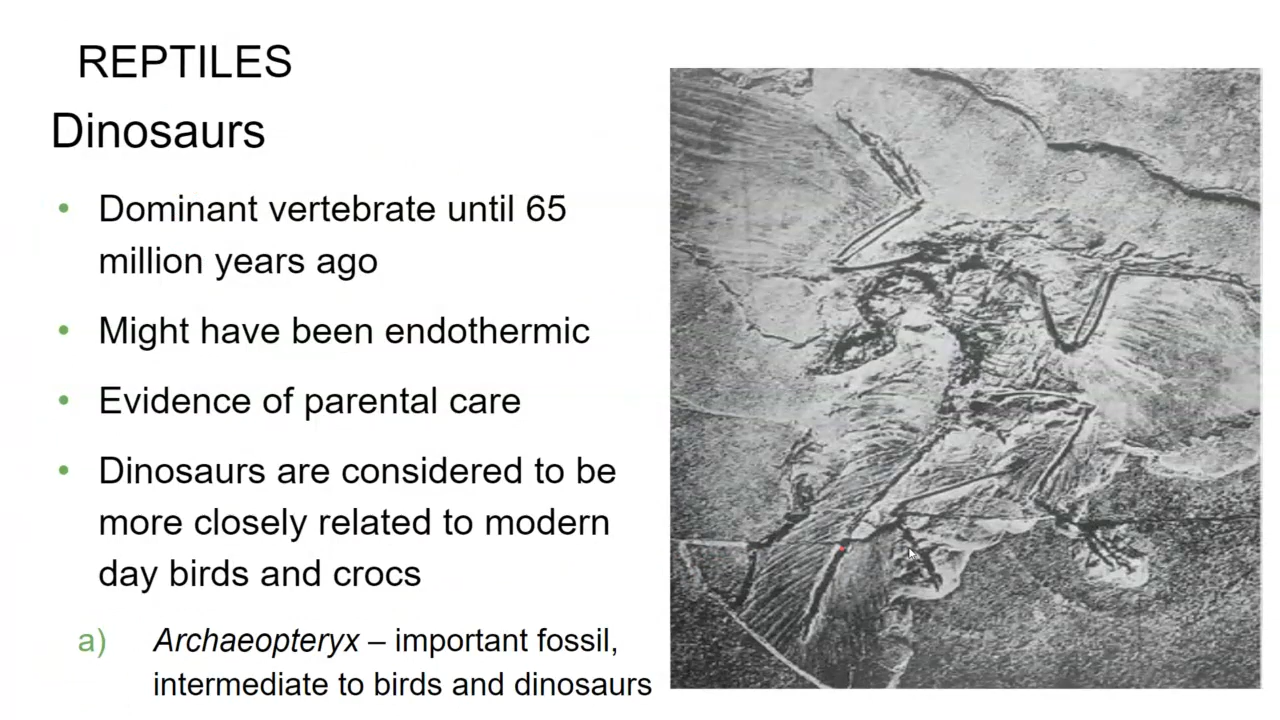 REPTILES
Dinosaurs
• Dominant vertebrate until 65
million years ago
• Might have been endothermic
• Evidence of parental care
• Dinosaurs are considered to be
more closely related to modern
day birds and crocs
a) Archaeopteryx – important fossil,
intermediate to birds and dinosaurs